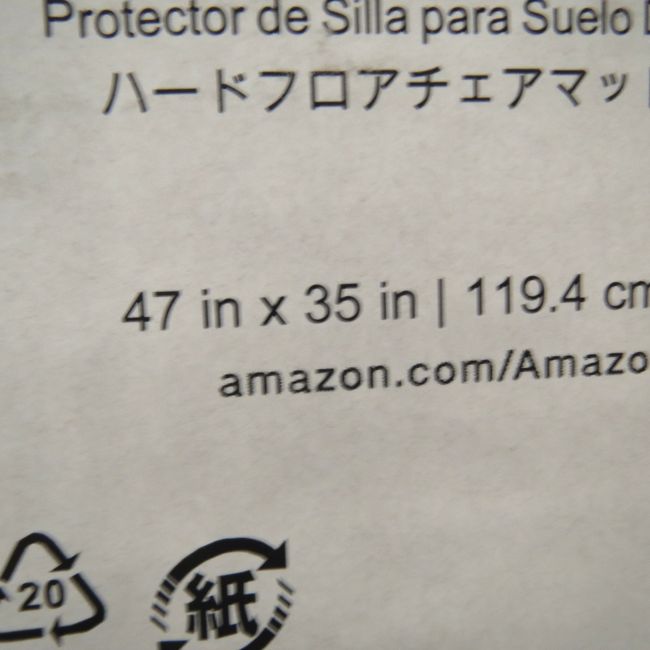 Protector de Silla para Suelo
ハードフロアチェアマッ
47 in x 35 in | 119.4 cm
amazon.com/Amazo
20
紙